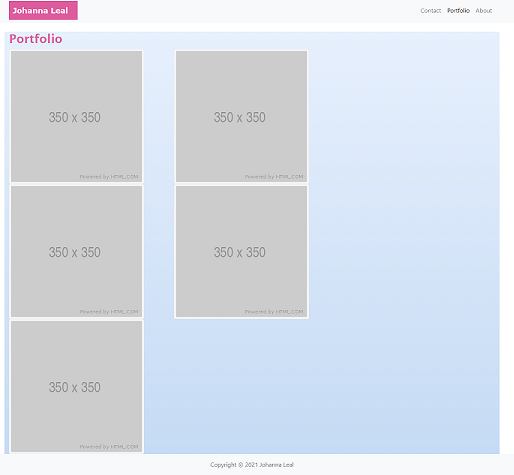 Johanna Leal
Contact Portfolio About
Portfolio
350 x 350
Powered by HTML.COM
350 x 350
Powered by HTML.COM
350 x 350
Powered by HTML.COM
350 x 350
Powered by HTML.COM
350 x 350
Powered by HTML.COM
Copyright © 2021 Johanna Leal